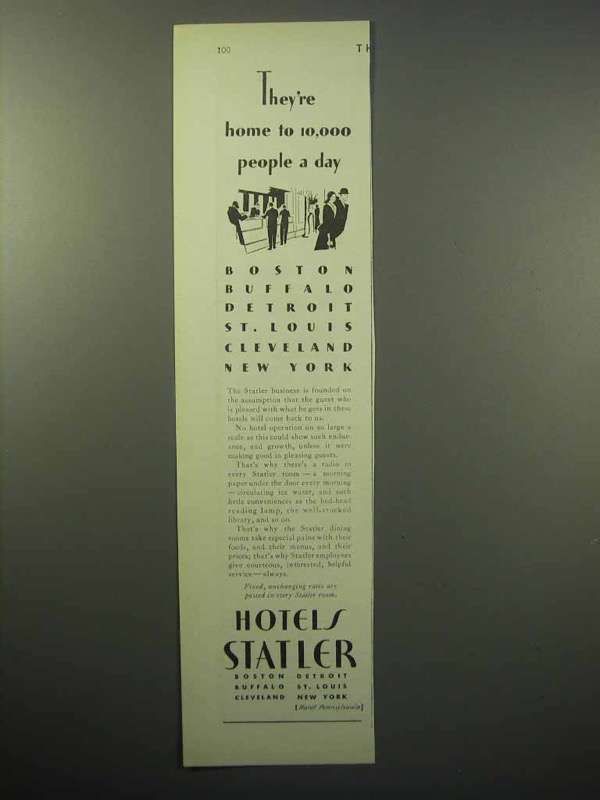 100
TH
They're
home to 10,000
people a day
BOSTON
BUFFALO
DETROIT
ST. LOUIS
CLEVELAND
NEW YORK
The Statler business is founded on
the assumption that the guest who
is pleased with what he gets in these
hotels will come back to us.
No hotel operation on so large a
scale as this could show such endur-
ance, and growth, unless it were
making good in pleasing guests.
That's why there's a radio in
every Statler room — a morning
paper under the door every morning
— circulating ice water, and such
little conveniences as the bed-head
reading lamp, the well-stocked
library, and so on.
That's why the Statler dining
rooms take especial pains with their
foods, and their menus, and their
prices; that's why Statler employees
give courteous, interested, helpful
service — always.
Fixed, unchanging rates are
posted in every Statler room.
HOTELS
STATLER
BOSTON DETROIT
BUFFALO ST. LOUIS
CLEVELAND NEW YORK
[Hotel Pennsylvania]